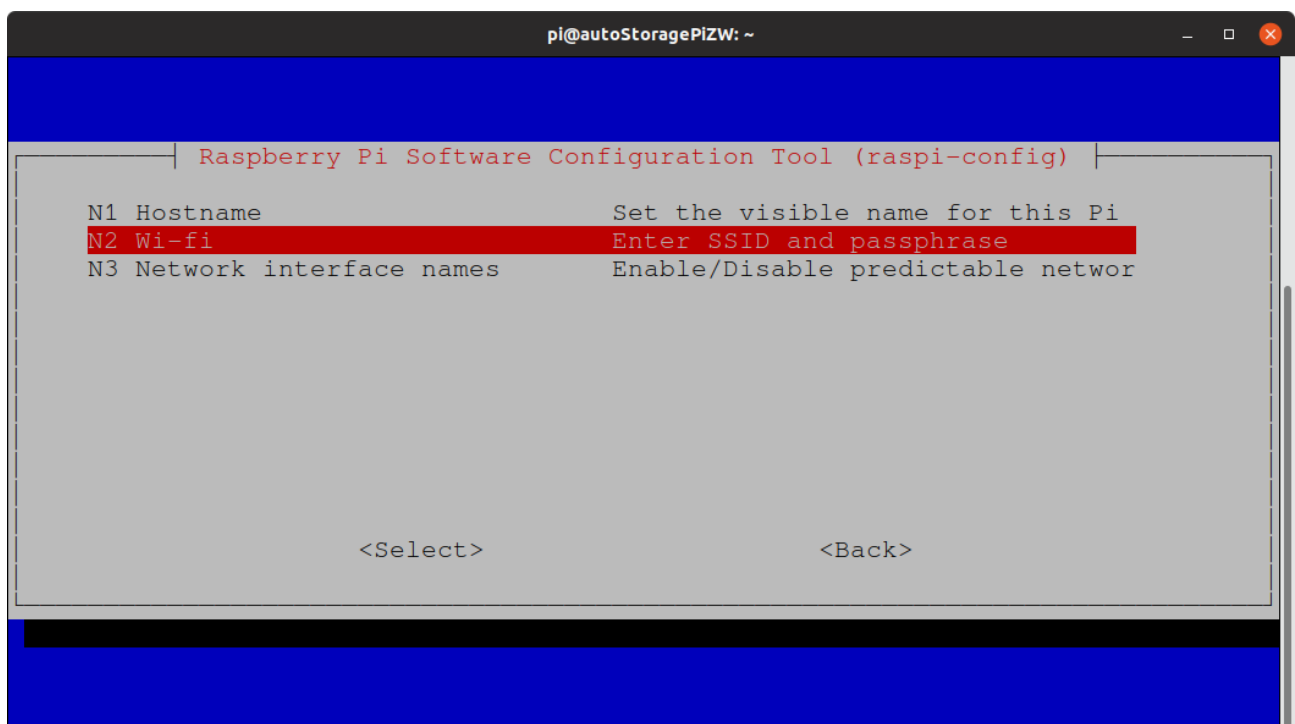 pi@autoStoragePiZW: ~
Raspberry Pi Software Configuration Tool (raspi-config)
N1 Hostname Set the visible name for this Pi
N2 Wi-fi Enter SSID and passphrase
N3 Network interface names Enable/Disable predictable networ
<Select> <Back>